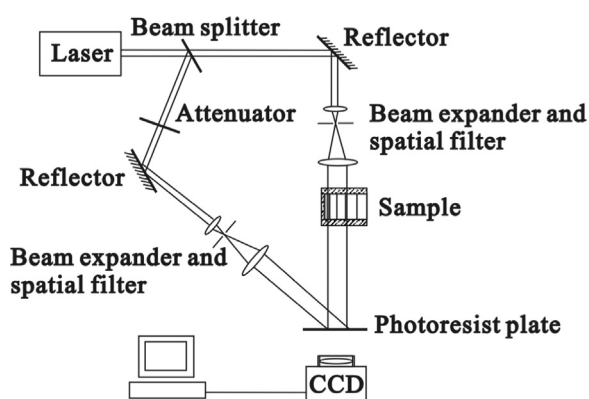 Beam splitter
Reflector
Laser
Attenuator
Beam expander and
spatial filter
Reflector
Sample
Beam expander and
spatial filter
Photoresist plate
CCD